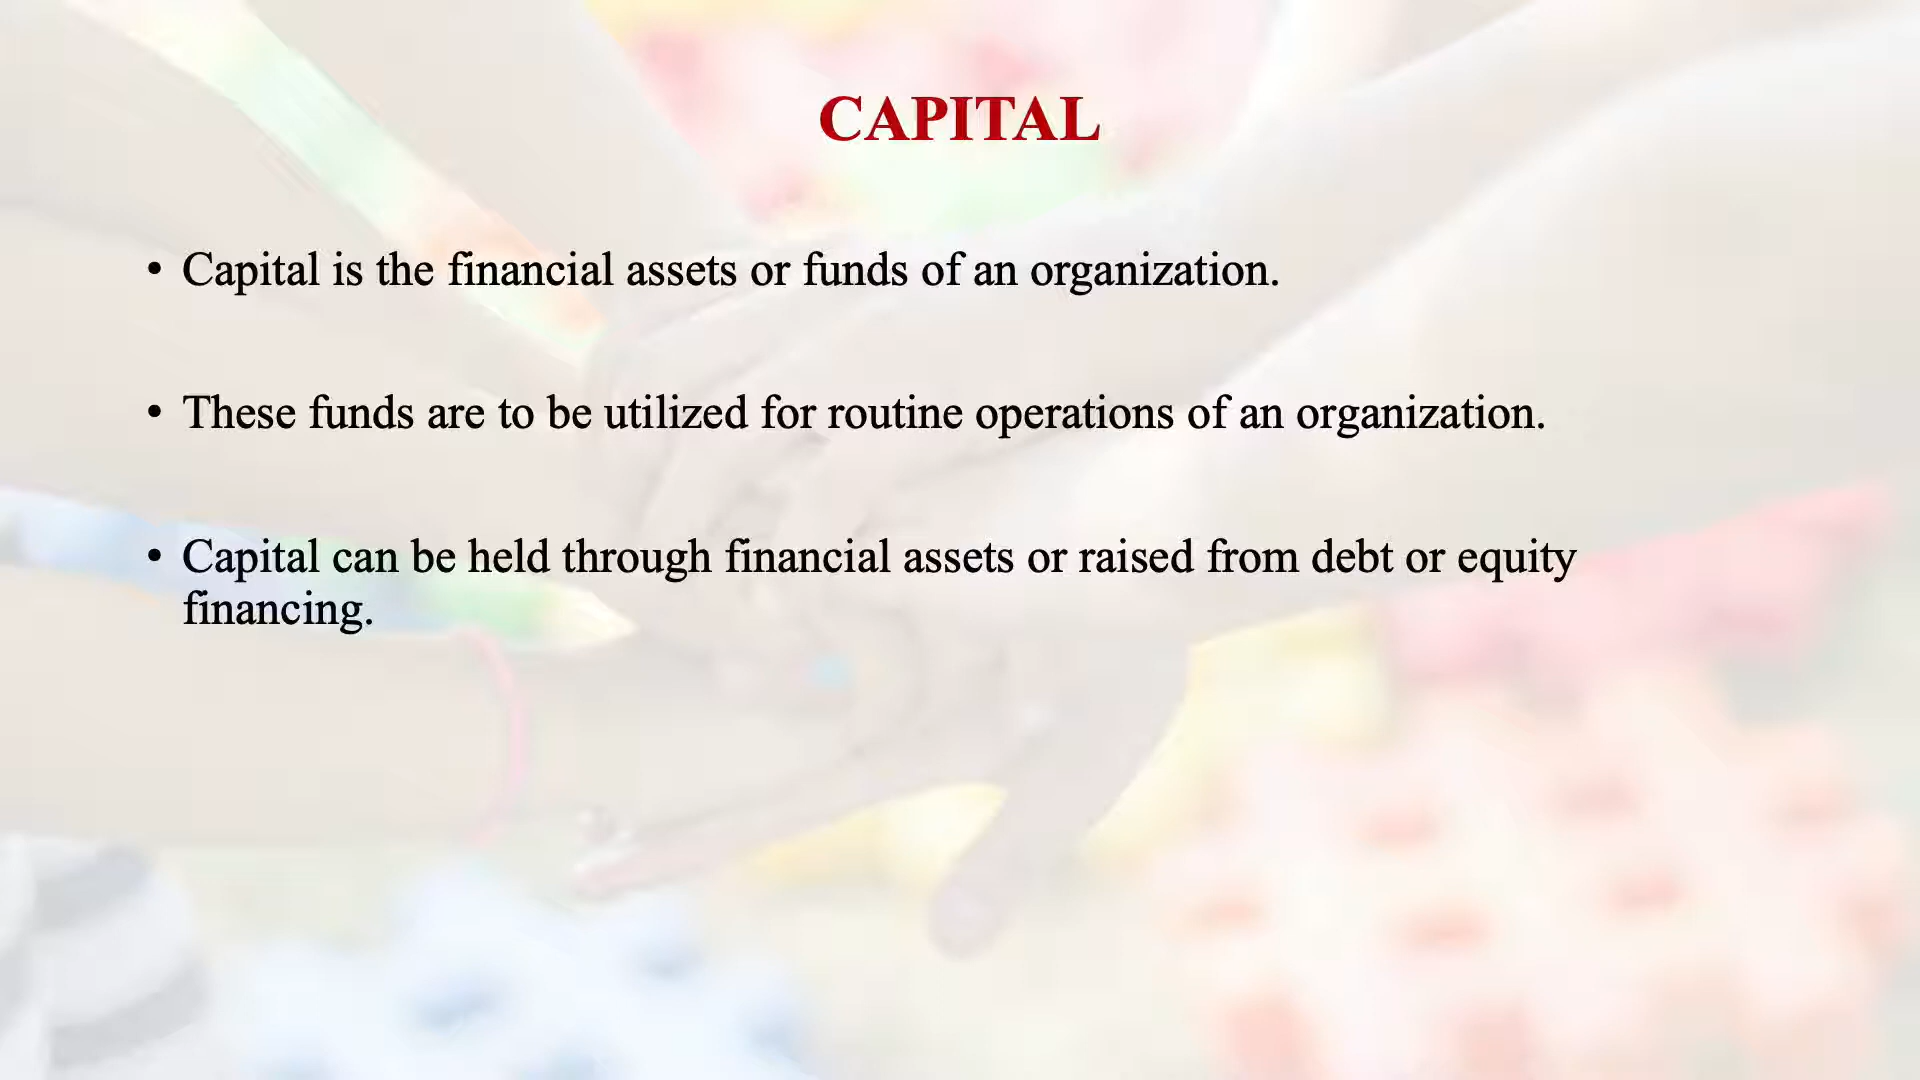 CAPITAL
• Capital is the financial assets or funds of an organization.
• These funds are to be utilized for routine operations of an organization.
• Capital can be held through financial assets or raised from debt or equity
financing.